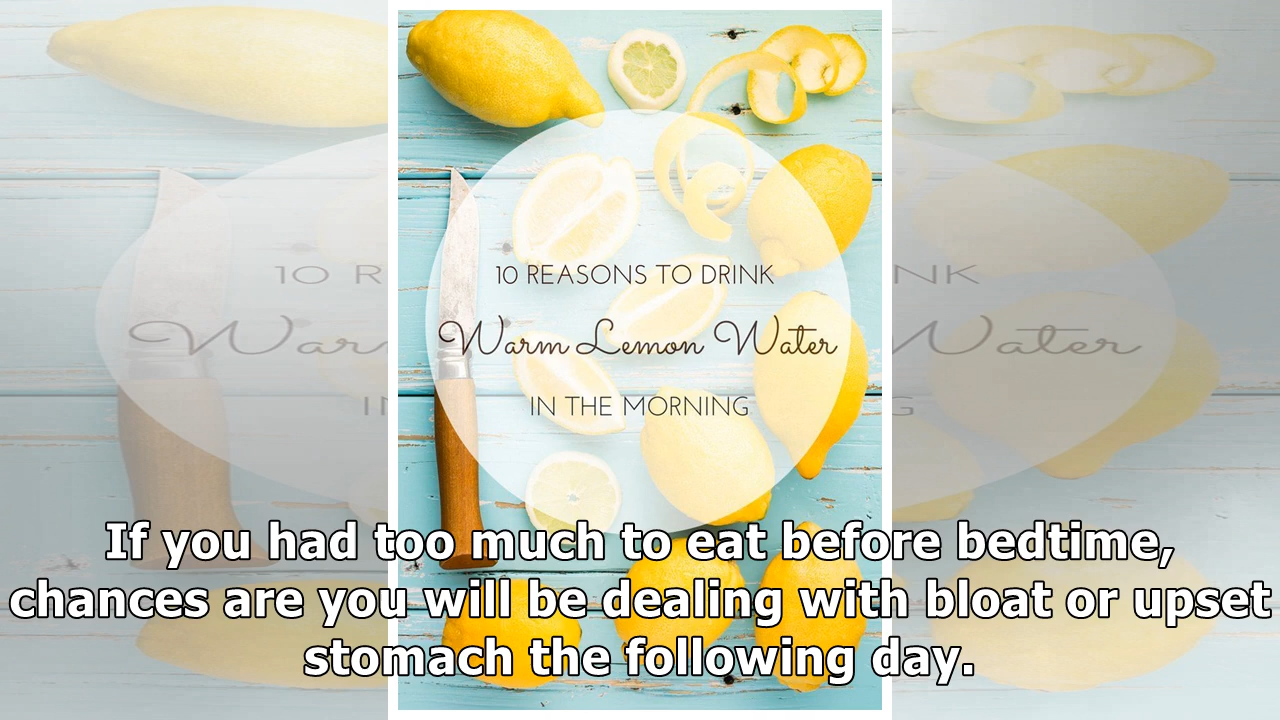 10 REASONS TO DRINK
Warm Lemon Water
IN THE MORNING
If you had too much to eat before bedtime,
chances are you will be dealing with bloat or upset
stomach the following day.